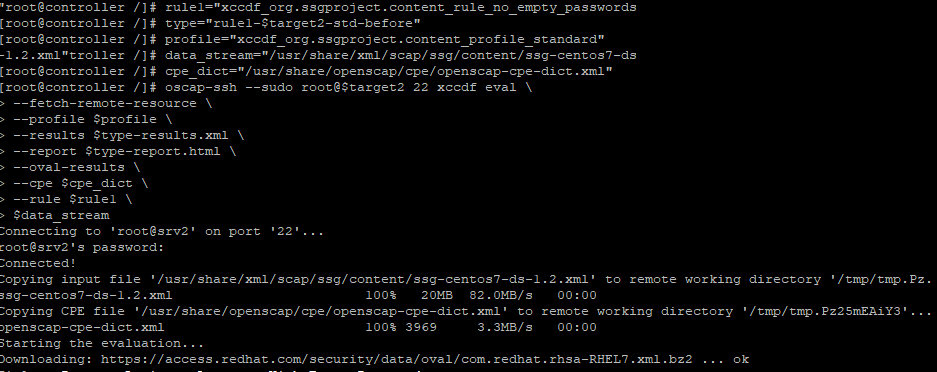 "root@controller /]# rule1="xccdf_org.ssgproject.content_rule_no_empty_passwords
[root@controller /]# type="rule1-$target2-std-before"
[root@controller /]# profile="xccdf_org.ssgproject.content_profile_standard"
-1.2.xml"troller /]# data_stream="/usr/share/xml/scap/ssg/content/ssg-centos7-ds
[root@controller /]# cpe_dict="/usr/share/openscap/cpe/openscap-cpe-dict.xml"
[root@controller /]# oscap-ssh --sudo root@$target2 22 xccdf eval \
> --fetch-remote-resource \
> --profile $profile \
> --results $type-results.xml \
> --report $type-report.html \
> --oval-results \
> --cpe $cpe_dict \
> --rule $rule1 \
> $data_stream
Connecting to 'root@srv2' on port '22'...
root@srv2's password:
Connected!
Copying input file '/usr/share/xml/scap/ssg/content/ssg-centos7-ds-1.2.xml' to remote working directory '/tmp/tmp.Pz.
ssg-centos7-ds-1.2.xml 100% 20MB 82.0MB/s 00:00
Copying CPE file '/usr/share/openscap/cpe/openscap-cpe-dict.xml' to remote working directory '/tmp/tmp.Pz25mEAiY3'...
openscap-cpe-dict.xml 100% 3969 3.3MB/s 00:00
Starting the evaluation...
Downloading: https://access.redhat.com/security/data/oval/com.redhat.rhsa-RHEL7.xml.bz2 ... ok